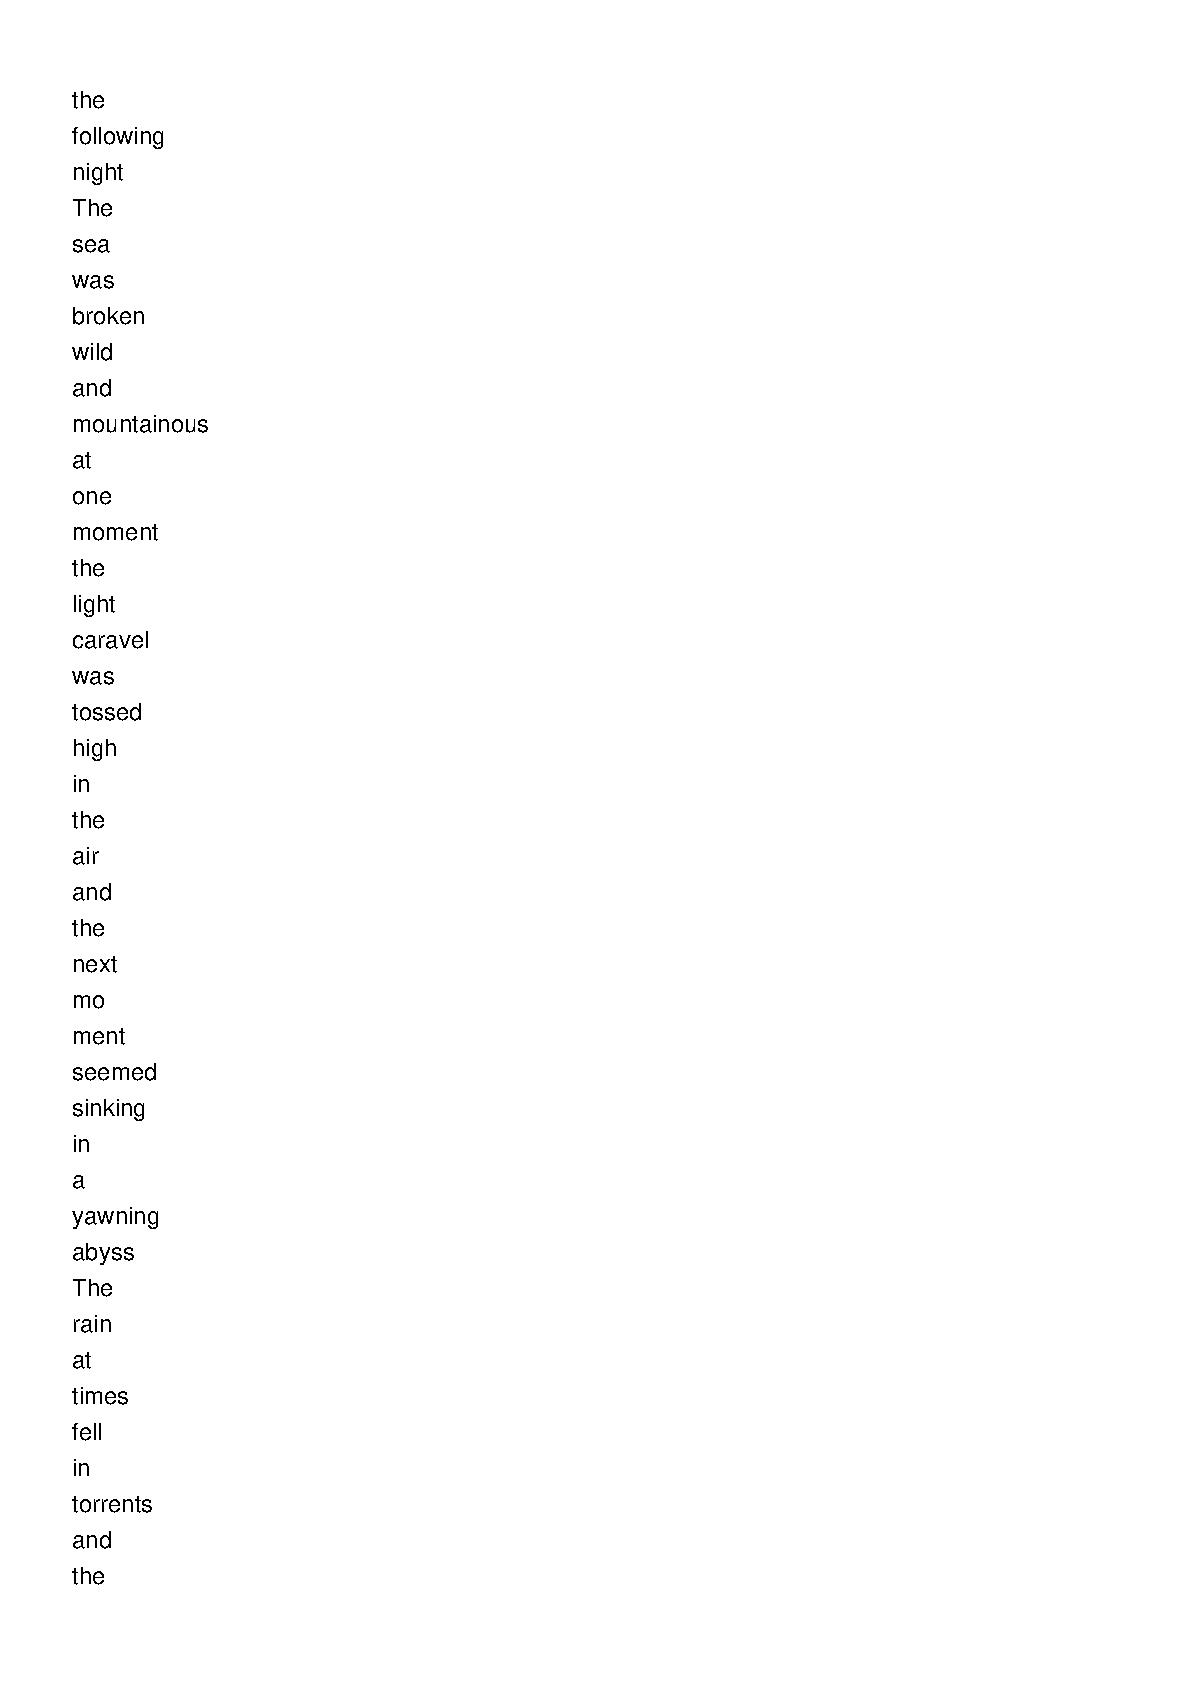 the
following
night
The
sea
was
broken
wild
and
mountainous
at
one
moment
the
light
caravel
was
tossed
high
in
the
air
and
the
next
mo
ment
seemed
sinking
in
a
yawning
abyss
The
rain
at
times
fell
in
torrents
and
the